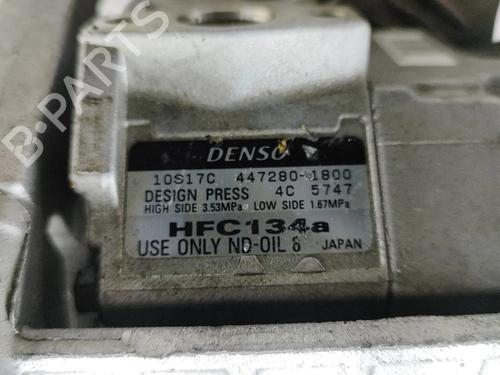 B-PARTS
DENSO
10S17C 447280-1800
DESIGN PRESS 4C 5747
HIGH SIDE 3.53MPa LOW SIDE 1.67MPa
HFC134a
USE ONLY ND-OIL 8 JAPAN